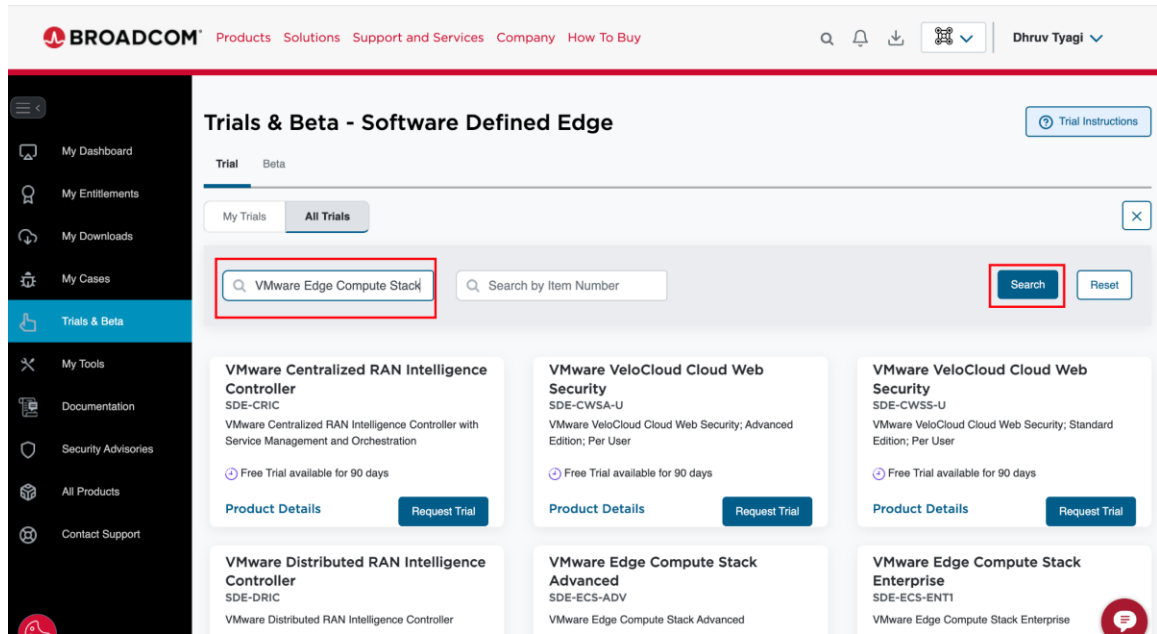 BROADCOM
Products Solutions Support and Services Company How To Buy
Dhruv Tyagi
My Dashboard
My Entitlements
My Downloads
My Cases
Trials & Beta
My Tools
Documentation
Security Advisories
All Products
Contact Support
Trials & Beta - Software Defined Edge
Trial Instructions
Trial Beta
My Trials All Trials
VMware Edge Compute Stack
Search by Item Number
Search
Reset
VMware Centralized RAN Intelligence
Controller
SDE-CRIC
VMware Centralized RAN Intelligence Controller with
Service Management and Orchestration
Free Trial available for 90 days
Product Details
Request Trial
VMware VeloCloud Cloud Web
Security
SDE-CWSA-U
VMware VeloCloud Cloud Web Security; Advanced
Edition; Per User
Free Trial available for 90 days
Product Details
Request Trial
VMware VeloCloud Cloud Web
Security
SDE-CWSS-U
VMware VeloCloud Cloud Web Security; Standard
Edition; Per User
Free Trial available for 90 days
Product Details
Request Trial
VMware Distributed RAN Intelligence
Controller
SDE-DRIC
VMware Distributed RAN Intelligence Controller
VMware Edge Compute Stack
Advanced
SDE-ECS-ADV
VMware Edge Compute Stack Advanced
VMware Edge Compute Stack
Enterprise
SDE-ECS-ENT1
VMware Edge Compute Stack Enterprise